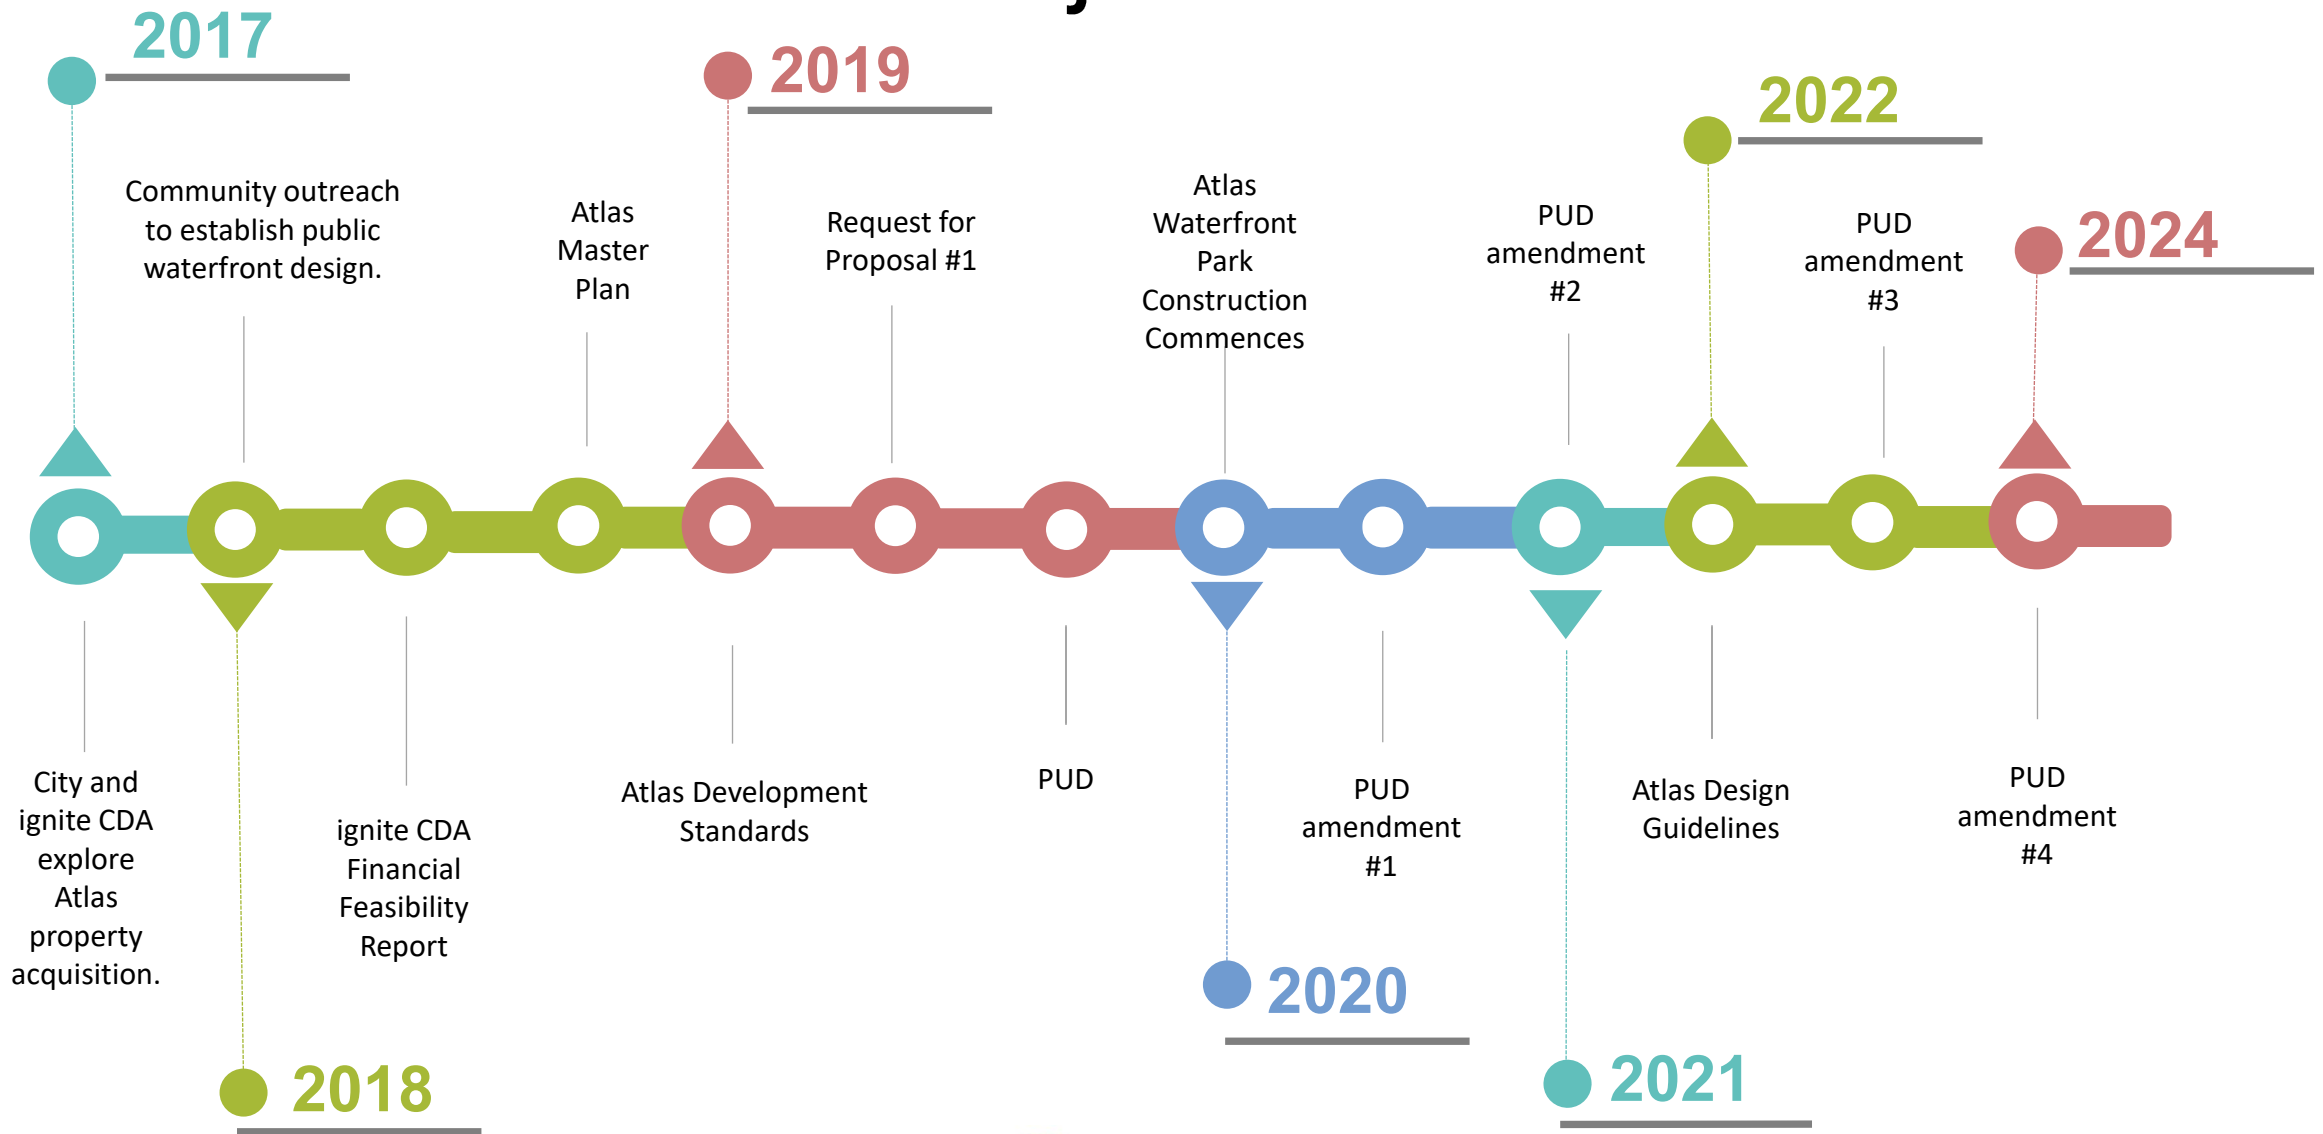 2017
2019
2022
2024
Community outreach
to establish public
waterfront design.
Atlas
Master
Plan
Request for
Proposal #1
Atlas
Waterfront
Park
Construction
Commences
PUD
amendment
#2
PUD
amendment
#3
City and
ignite CDA
explore
Atlas
property
acquisition.
ignite CDA
Financial
Feasibility
Report
Atlas Development
Standards
PUD
PUD
amendment
#1
Atlas Design
Guidelines
PUD
amendment
#4
2018
2020
2021